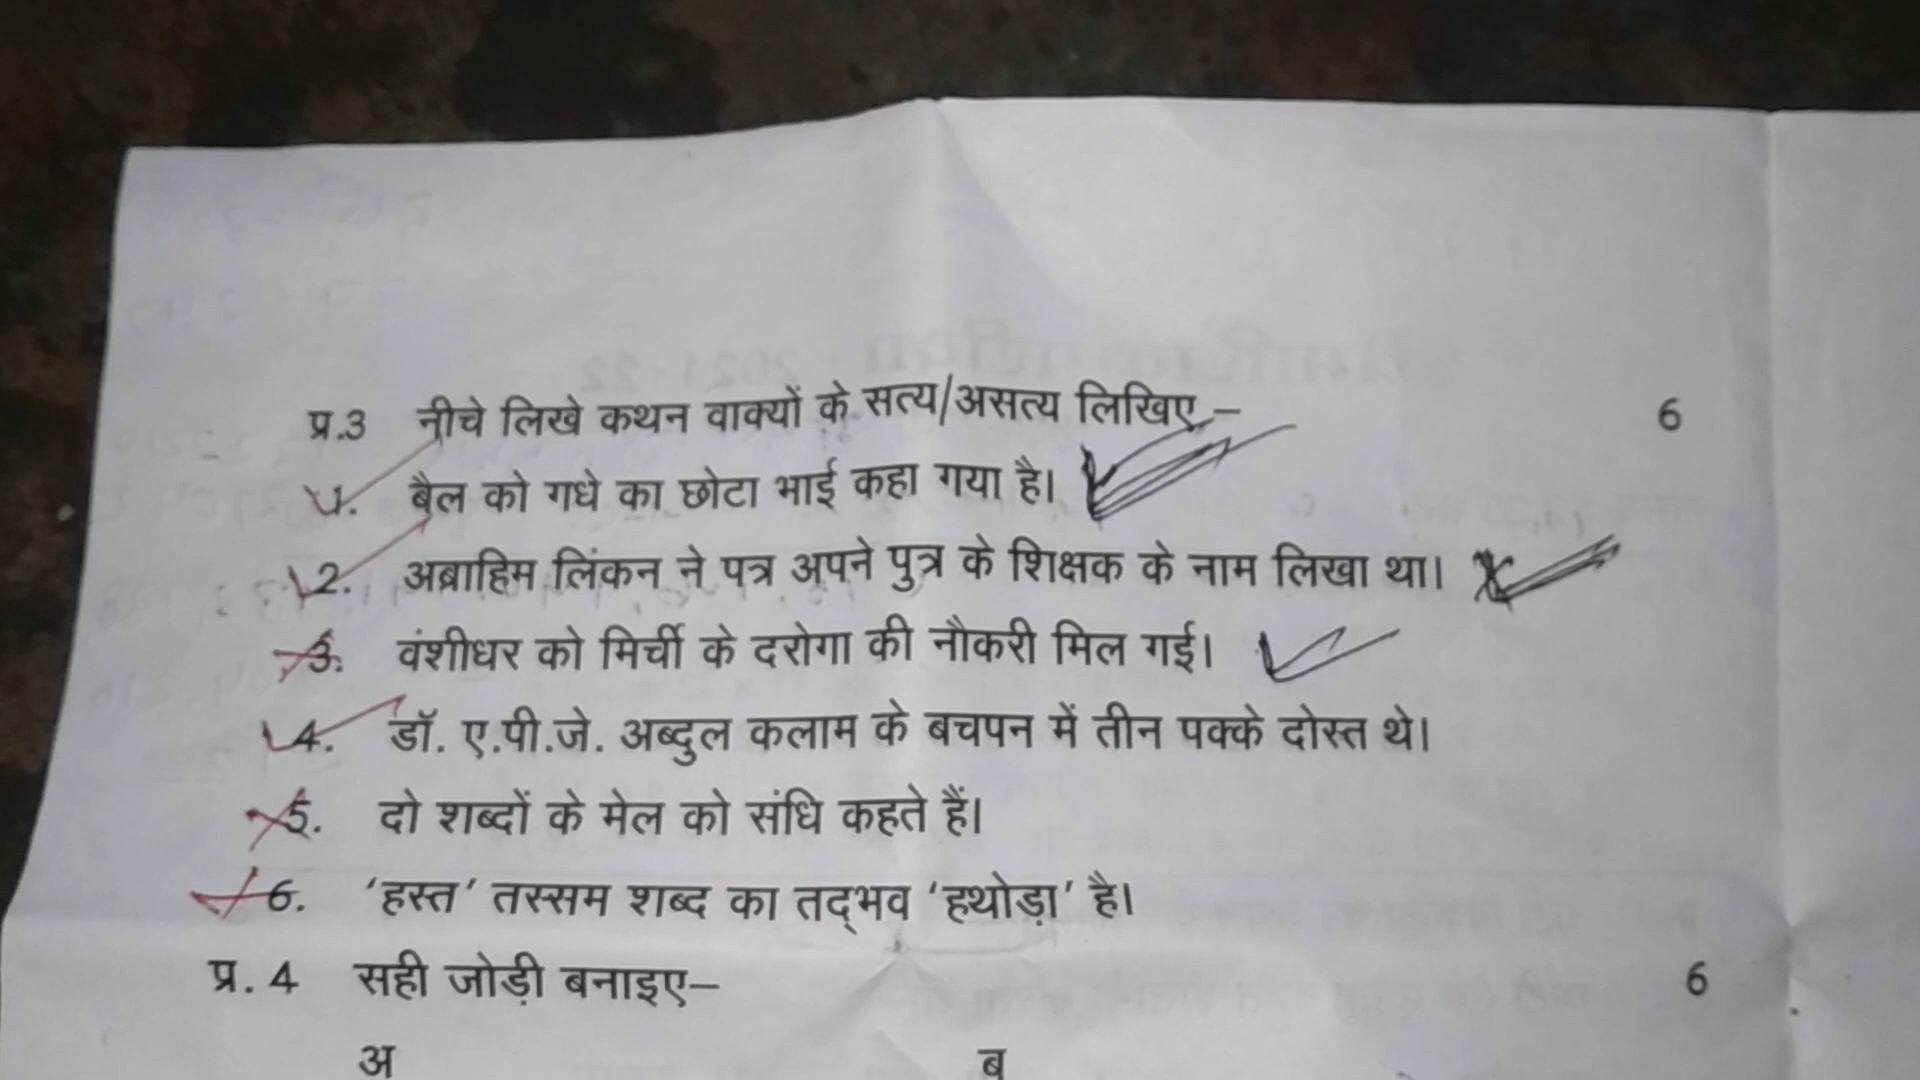 प्र.3 नीचे लिखे कथन वाक्यों के सत्य/असत्य लिखिए– 6
1. बैल को गधे का छोटा भाई कहा गया है।
2. अब्राहिम लिंकन ने पत्र अपने पुत्र के शिक्षक के नाम लिखा था।
3. वंशीधर को मिर्ची के दरोगा की नौकरी मिल गई।
4. डॉ. ए.पी.जे. अब्दुल कलाम के बचपन में तीन पक्के दोस्त थे।
5. दो शब्दों के मेल को संधि कहते हैं।
6. 'हस्त' तस्सम शब्द का तद्भव 'हथोड़ा' है।
प्र. 4 सही जोड़ी बनाइए– 6
अ ब